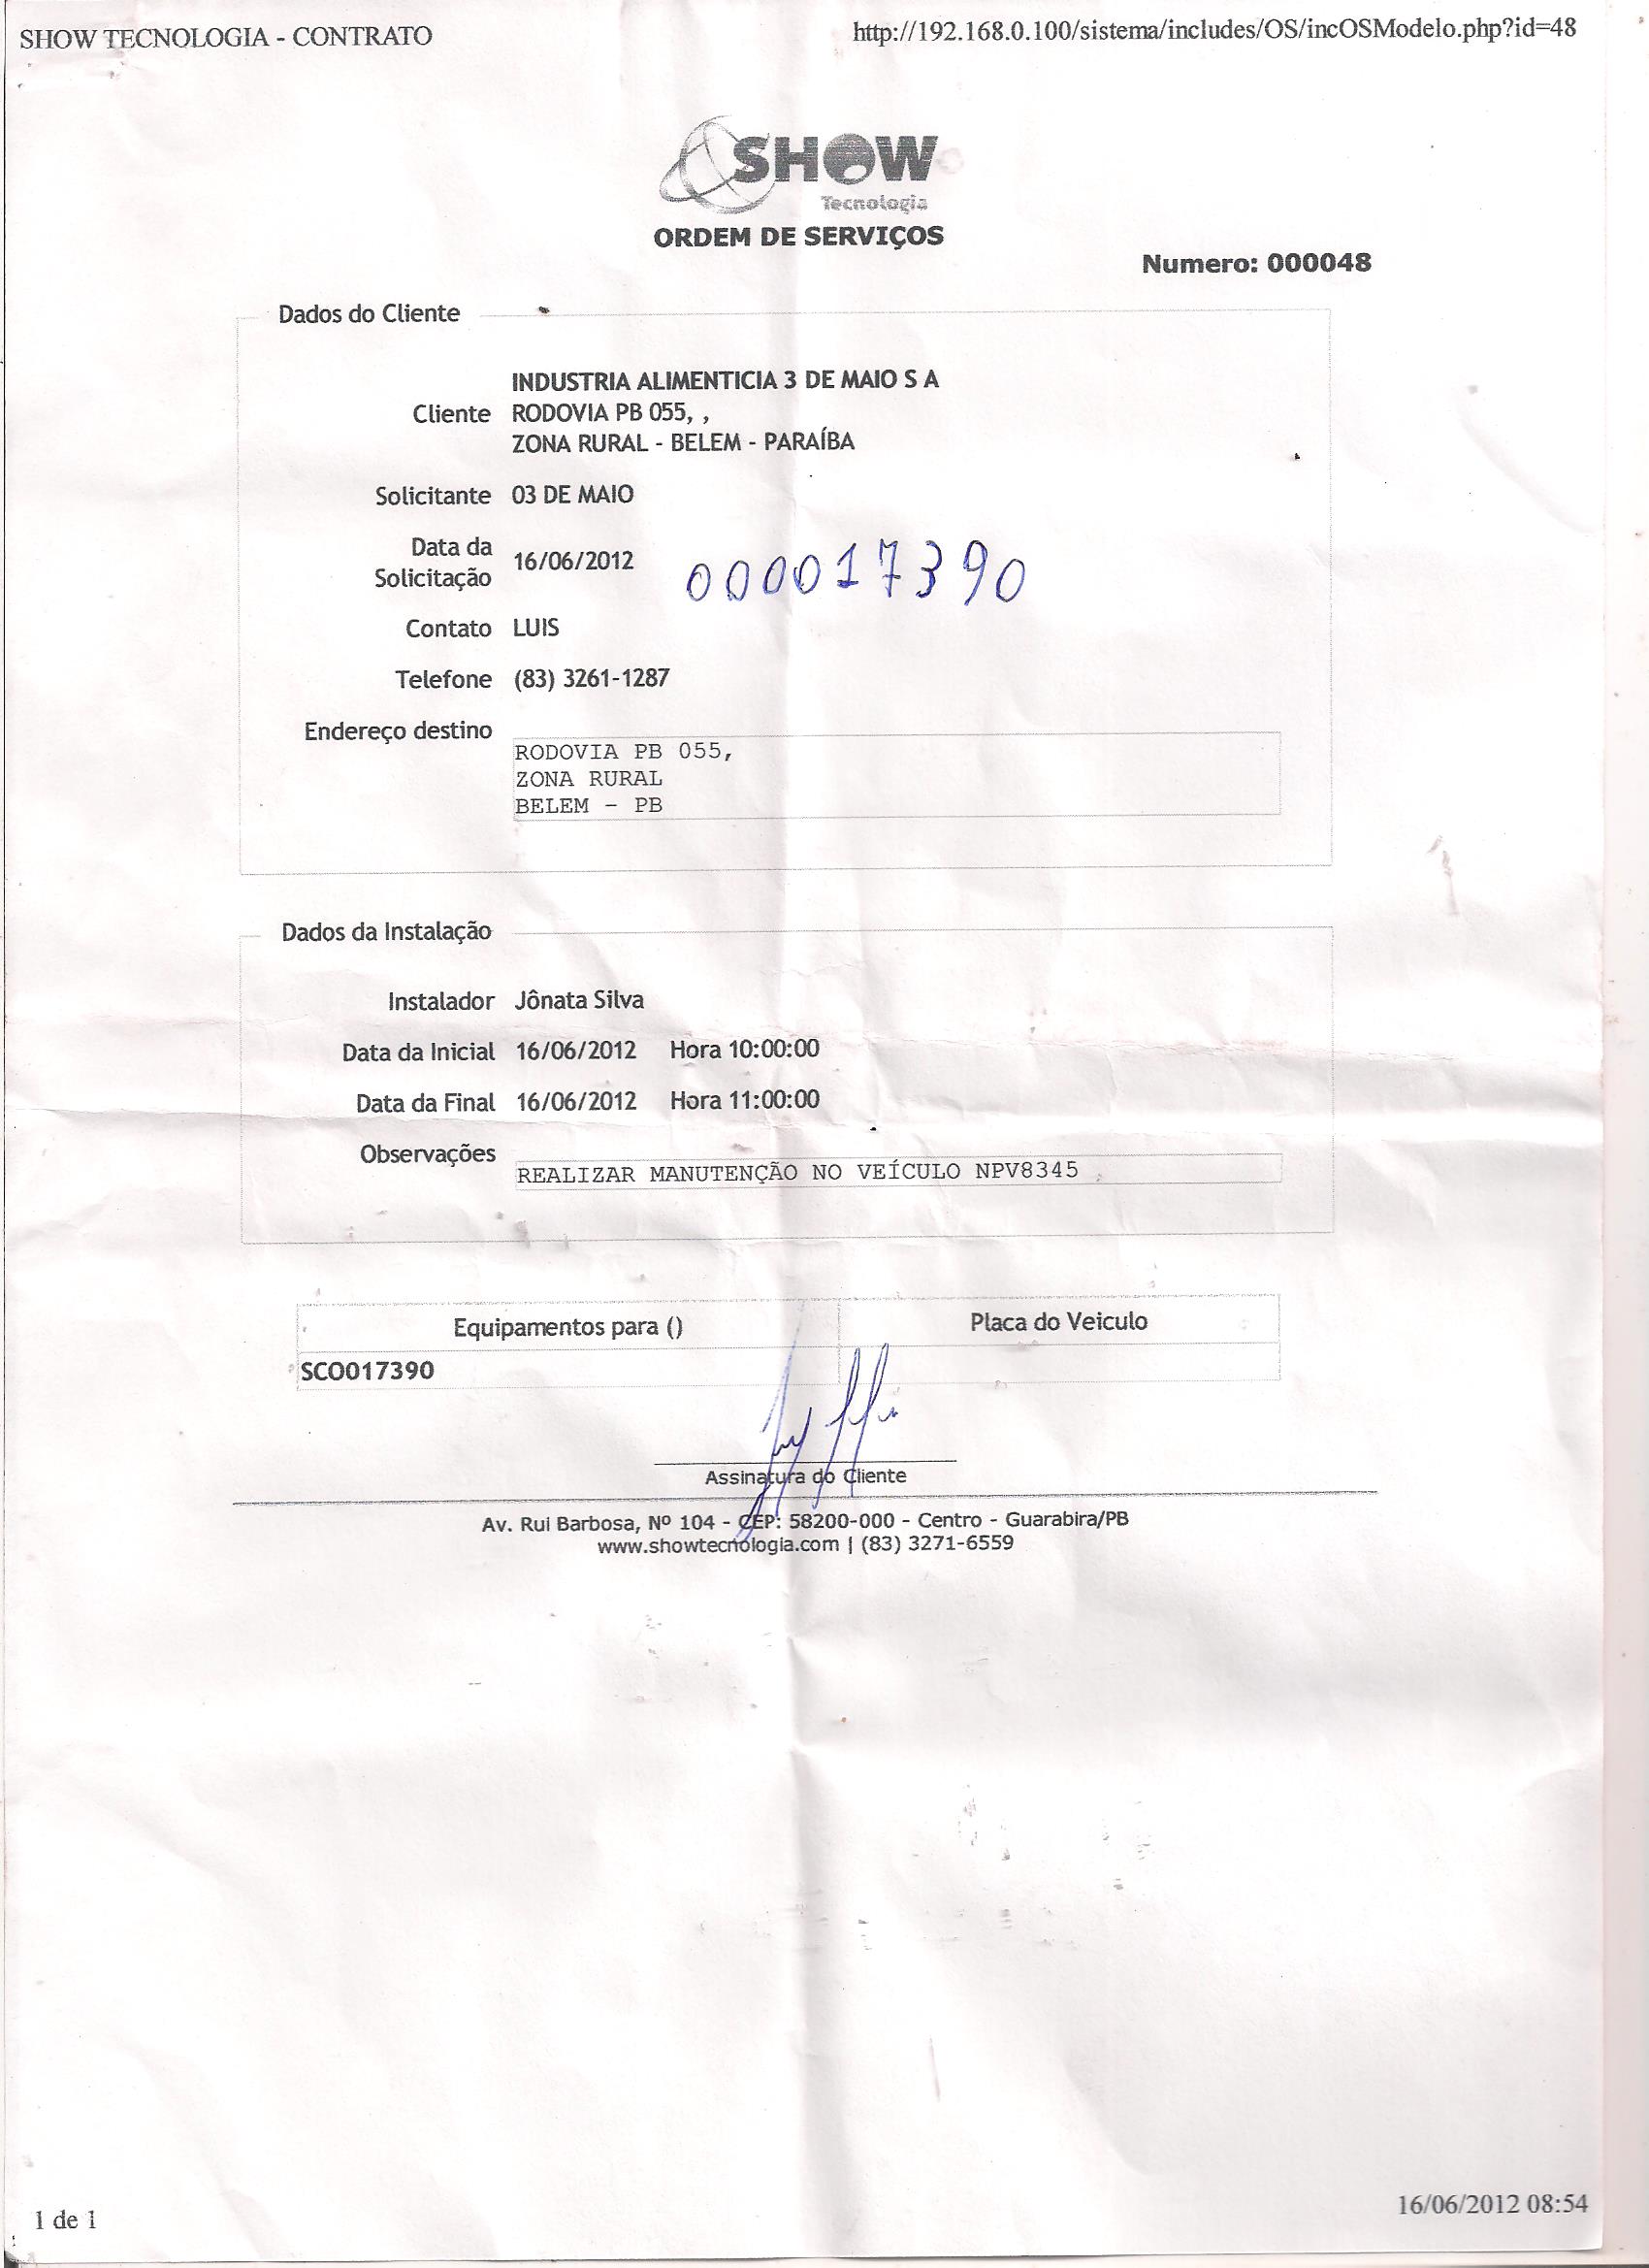 SHOW TECNOLOGIA - CONTRATO
http://192.168.0.100/sistema/includes/OS/incOSModelo.php?id=48
SHOW
Tecnologia
ORDEM DE SERVIÇOS
Numero: 000048
Dados do Cliente
INDUSTRIA ALIMENTICIA 3 DE MAIO S A
Cliente RODOVIA PB 055, ,
ZONA RURAL - BELEM - PARAÍBA
Solicitante 03 DE MAIO
Data da Solicitação 16/06/2012
000017390
Contato LUIS
Telefone (83) 3261-1287
Endereço destino
RODOVIA PB 055,
ZONA RURAL
BELEM - PB
Dados da Instalação
Instalador Jônata Silva
Data da Inicial 16/06/2012 Hora 10:00:00
Data da Final 16/06/2012 Hora 11:00:00
Observações
REALIZAR MANUTENÇÃO NO VEÍCULO NPV8345
Equipamentos para () Placa do Veiculo
SCO017390
Assinatura do Cliente
Av. Rui Barbosa, Nº 104 - CEP: 58200-000 - Centro - Guarabira/PB
www.showtecnologia.com | (83) 3271-6559
1 de 1
16/06/2012 08:54